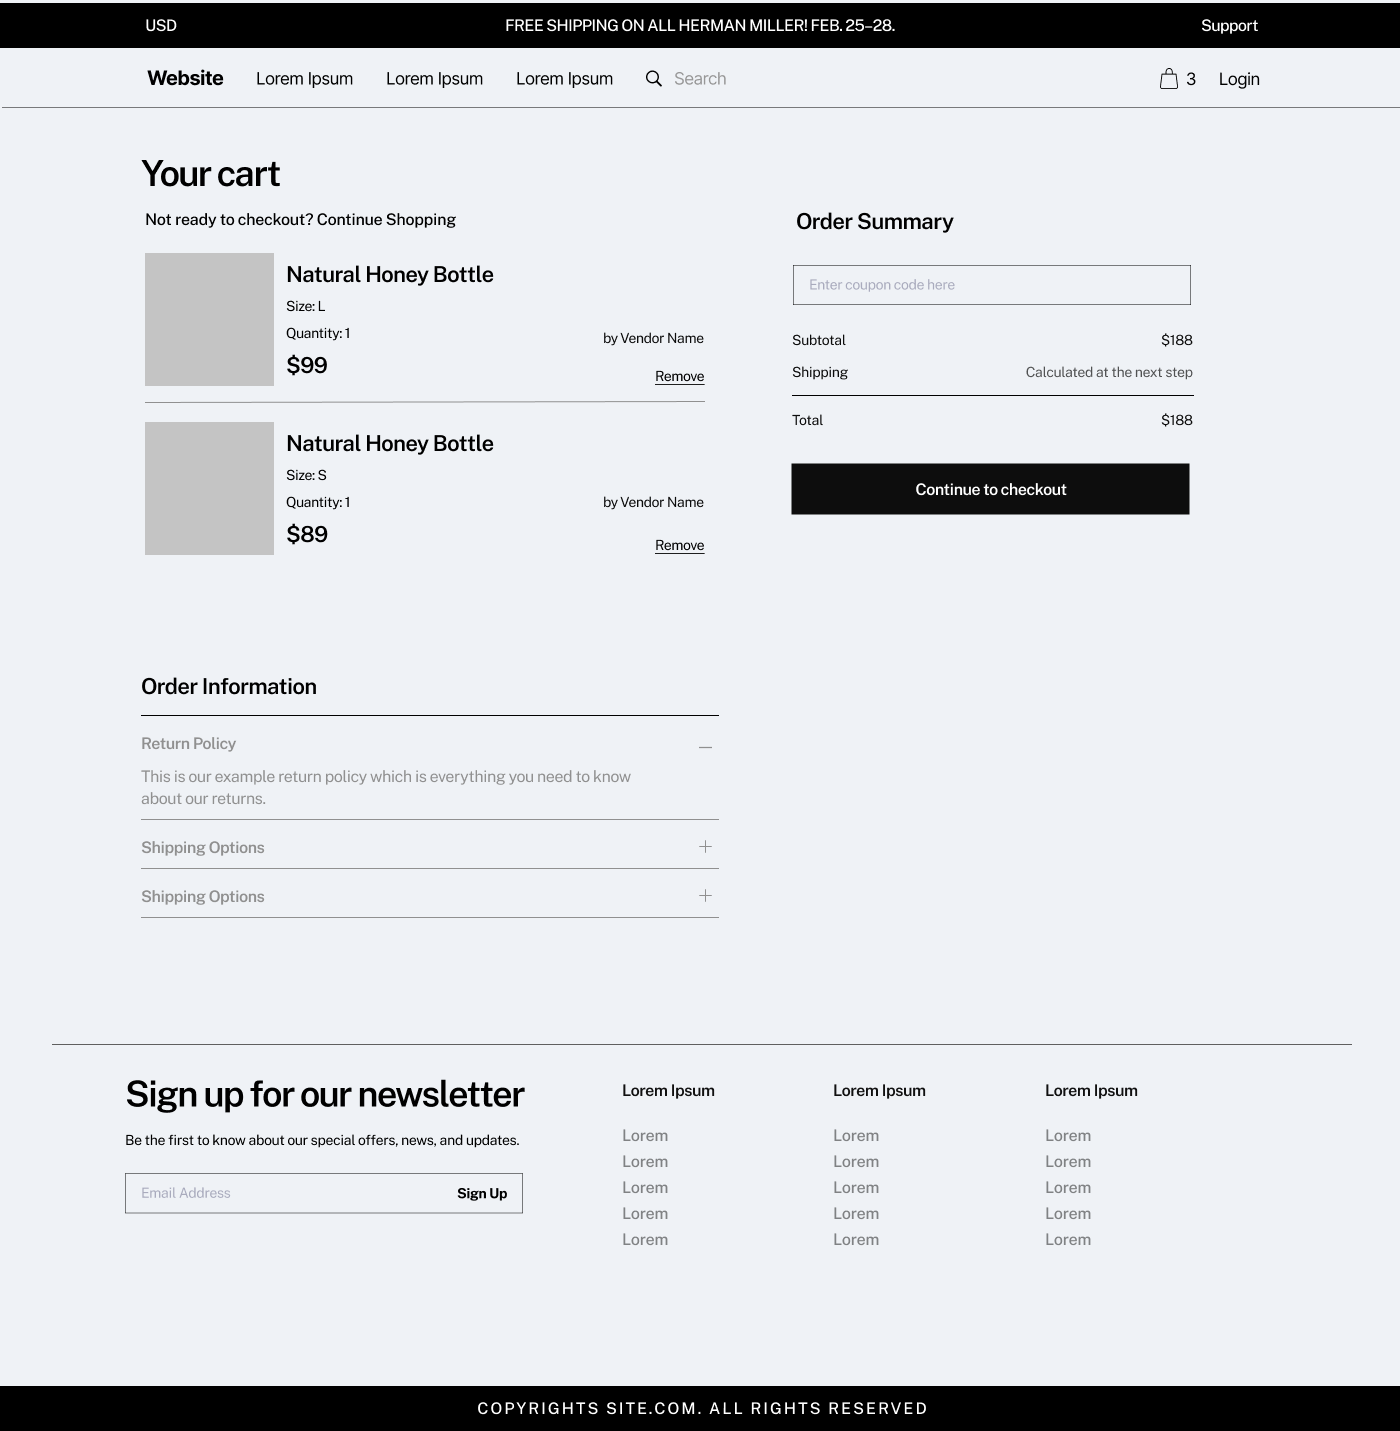 USD
FREE SHIPPING ON ALL HERMAN MILLER! FEB. 25–28.
Support
Website
Lorem Ipsum
Lorem Ipsum
Lorem Ipsum
Search
3
Login
Your cart
Not ready to checkout? Continue Shopping
Natural Honey Bottle
Size: L
Quantity: 1
by Vendor Name
$99
Remove
Natural Honey Bottle
Size: S
Quantity: 1
by Vendor Name
$89
Remove
Order Summary
Enter coupon code here
Subtotal
$188
Shipping
Calculated at the next step
Total
$188
Continue to checkout
Order Information
Return Policy
This is our example return policy which is everything you need to know
about our returns.
Shipping Options
Shipping Options
Sign up for our newsletter
Be the first to know about our special offers, news, and updates.
Email Address
Sign Up
Lorem Ipsum
Lorem
Lorem
Lorem
Lorem
Lorem
Lorem Ipsum
Lorem
Lorem
Lorem
Lorem
Lorem
Lorem Ipsum
Lorem
Lorem
Lorem
Lorem
Lorem
COPYRIGHTS SITE.COM. ALL RIGHTS RESERVED